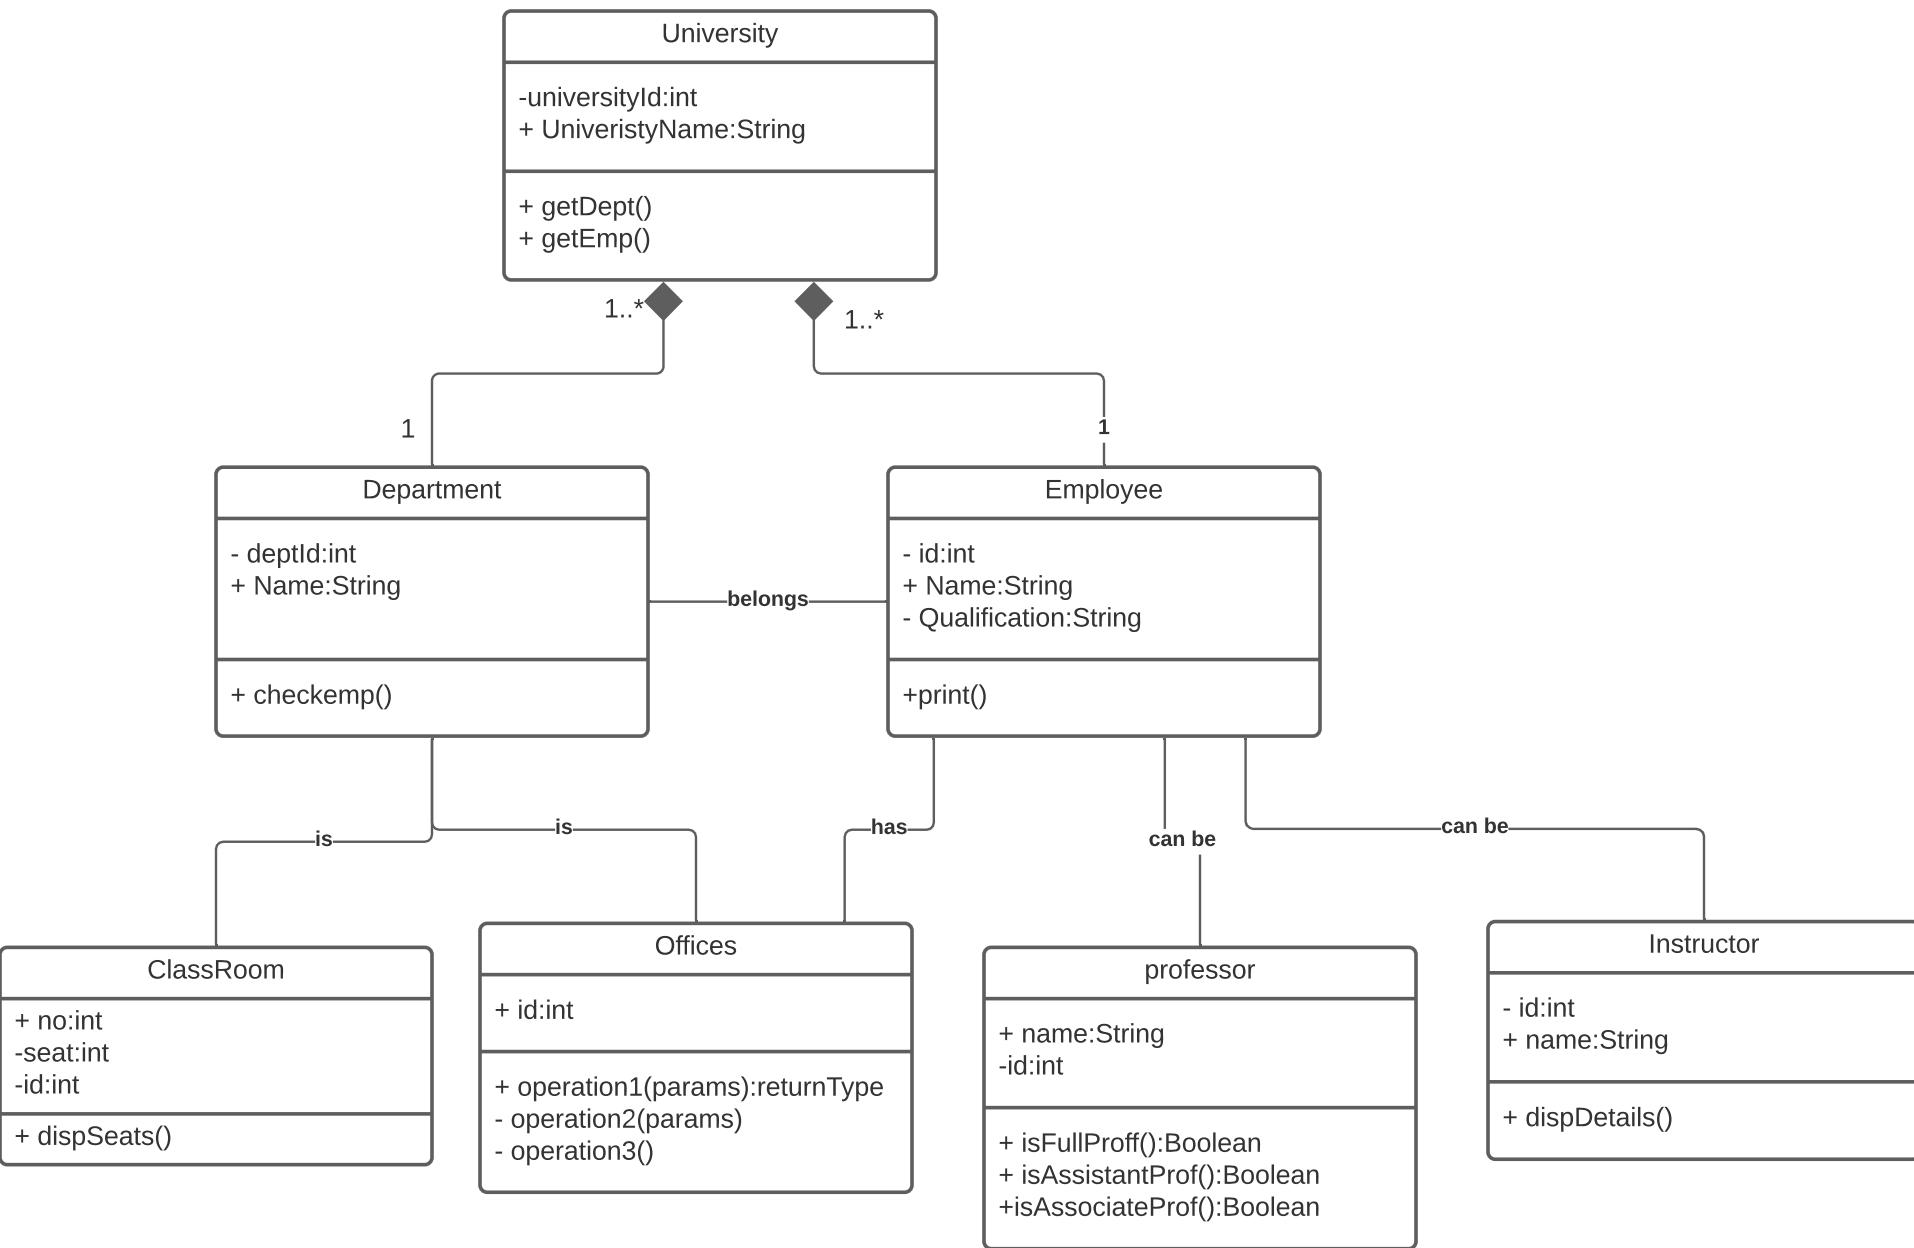 University
-universityId:int
+ UniveristyName:String
+ getDept()
+ getEmp()
1..*
1..*
1
1
Department
- deptId:int
+ Name:String
+ checkemp()
belongs
Employee
- id:int
+ Name:String
- Qualification:String
+print()
is
is
has
can be
can be
ClassRoom
+ no:int
-seat:int
-id:int
+ dispSeats()
Offices
+ id:int
+ operation1(params):returnType
- operation2(params)
- operation3()
professor
+ name:String
-id:int
+ isFullProff():Boolean
+ isAssistantProf():Boolean
+isAssociateProf():Boolean
Instructor
- id:int
+ name:String
+ dispDetails()